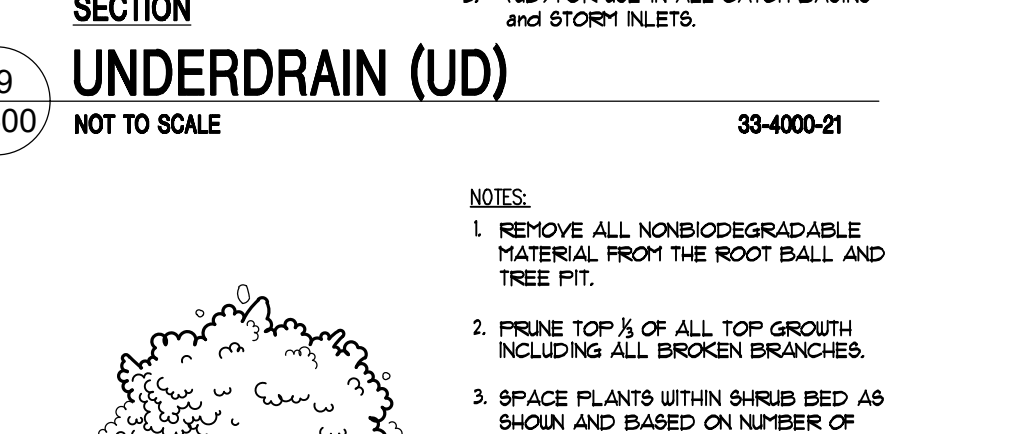 SECTION
and STORM INLETS.
9
00
UNDERDRAIN (UD)
NOT TO SCALE
33-4000-21
NOTES:
1. REMOVE ALL NONBIODEGRADABLE
MATERIAL FROM THE ROOT BALL AND
TREE PIT.
2. PRUNE TOP ⅓ OF ALL TOP GROWTH
INCLUDING ALL BROKEN BRANCHES.
3. SPACE PLANTS WITHIN SHRUB BED AS
SHOWN AND BASED ON NUMBER OF